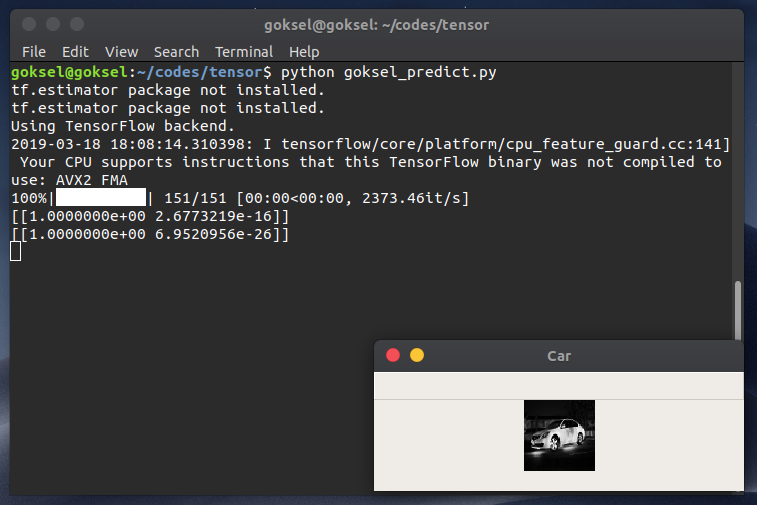 goksel@goksel: ~/codes/tensor
File Edit View Search Terminal Help
goksel@goksel:~/codes/tensor$ python goksel_predict.py
tf.estimator package not installed.
tf.estimator package not installed.
Using TensorFlow backend.
2019-03-18 18:08:14.310398: I tensorflow/core/platform/cpu_feature_guard.cc:141]
Your CPU supports instructions that this TensorFlow binary was not compiled to
use: AVX2 FMA
100%|██████████| 151/151 [00:00<00:00, 2373.46it/s]
[[1.0000000e+00 2.6773219e-16]]
[[1.0000000e+00 6.9520956e-26]]
Car